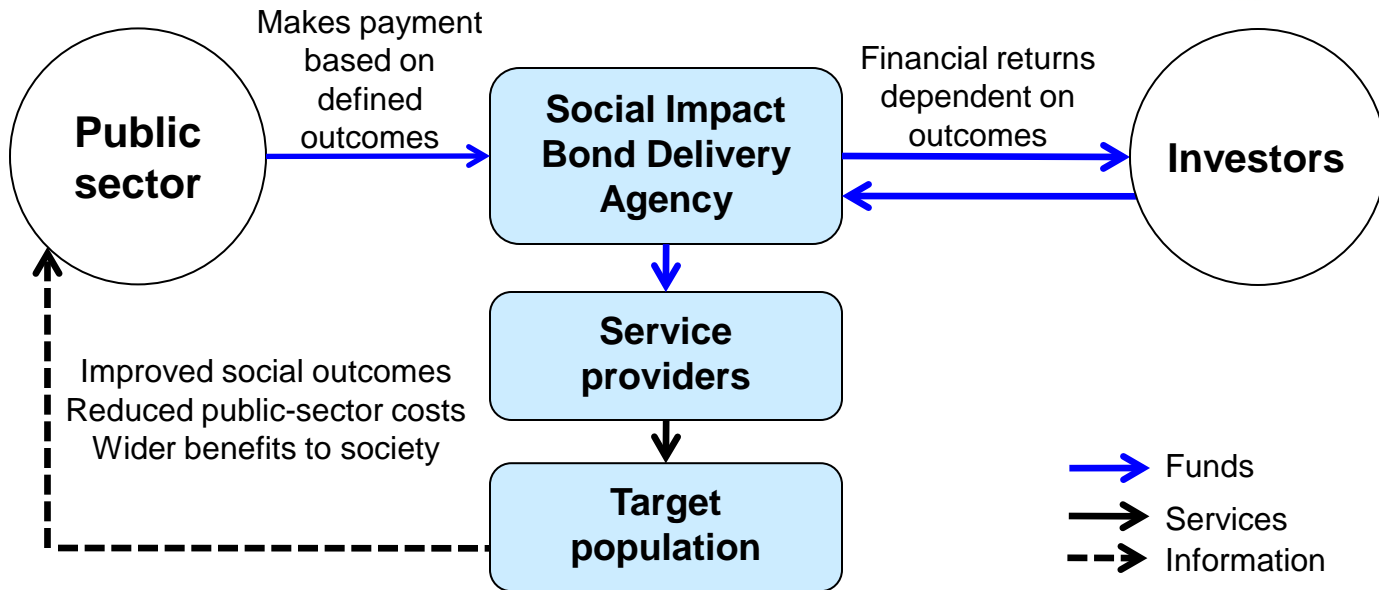 Makes payment
based on
defined
outcomes
Public
sector
Social Impact
Bond Delivery
Agency
Financial returns
dependent on
outcomes
Investors
Service
providers
Improved social outcomes
Reduced public-sector costs
Wider benefits to society
Target
population
Funds
Services
Information